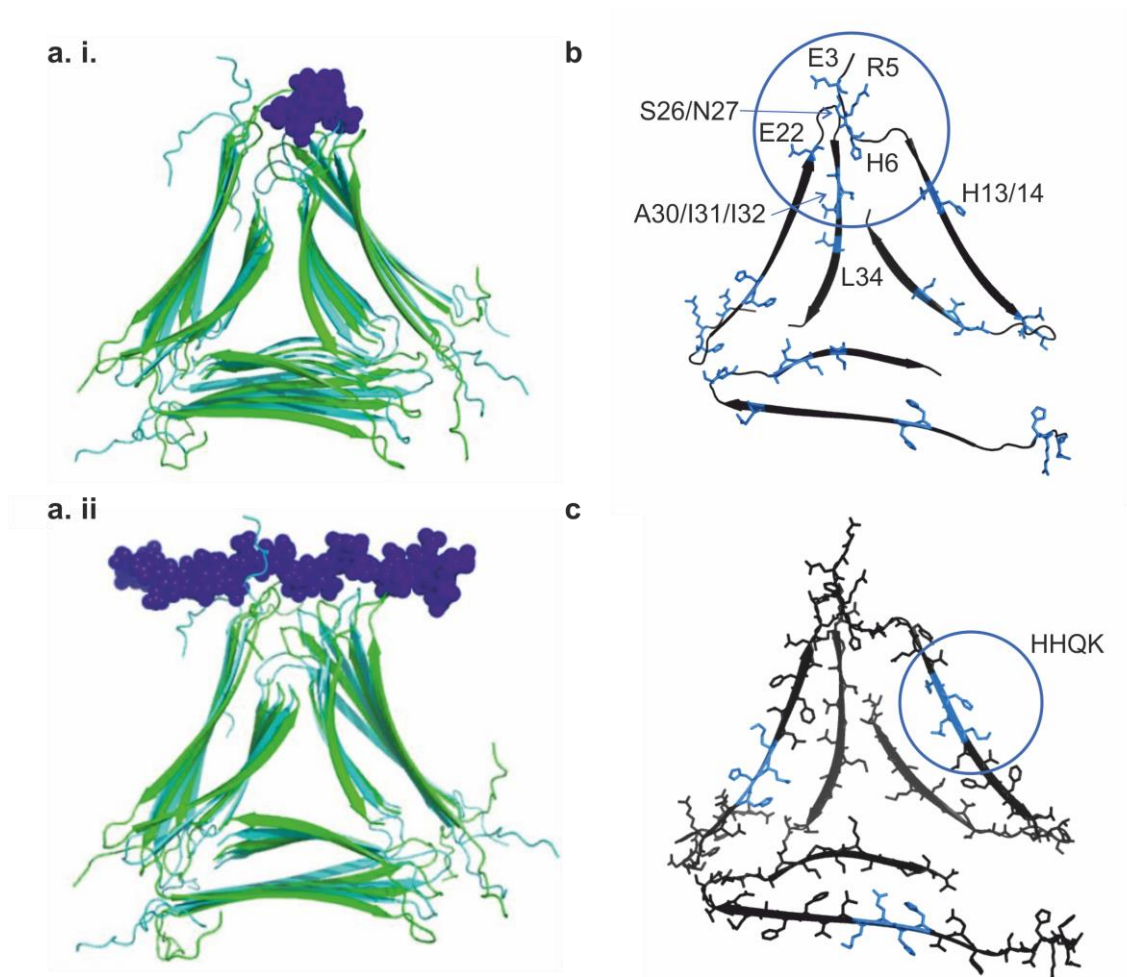 a. i.
b
E3
R5
S26/N27
E22
H6
A30/I31/I32
H13/14
L34
a. ii
c
HHQK